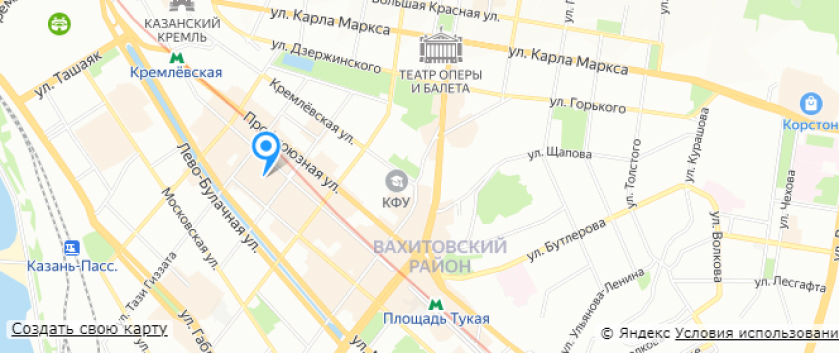 Большая Красная ул.
КАЗАНСКИЙ
КРЕМЛЬ
ул. Карла Маркса
ул. Горького
ул. Дзержинского
ул. Карла Маркса
Кремлёвская
ул. Ташаяк
ТЕАТР ОПЕРЫ
И БАЛЕТА
Кремлёвская ул.
ул. Горького
Корстон
Профсоюзная ул.
ул. Щапова
ул. Толстого
ул. Курашова
ул. Чехова
Лево-Булачная ул.
Московская ул.
КФУ
ул. Бутлерова
ул. Волкова
ВАХИТОВСКИЙ
РАЙОН
Казань-Пасс.
ул. Тази Гиззата
ул. Ульянова-Ленина
ул. Лесгафта
Площадь Тукая
Создать свою карту
© Яндекс Условия использовани